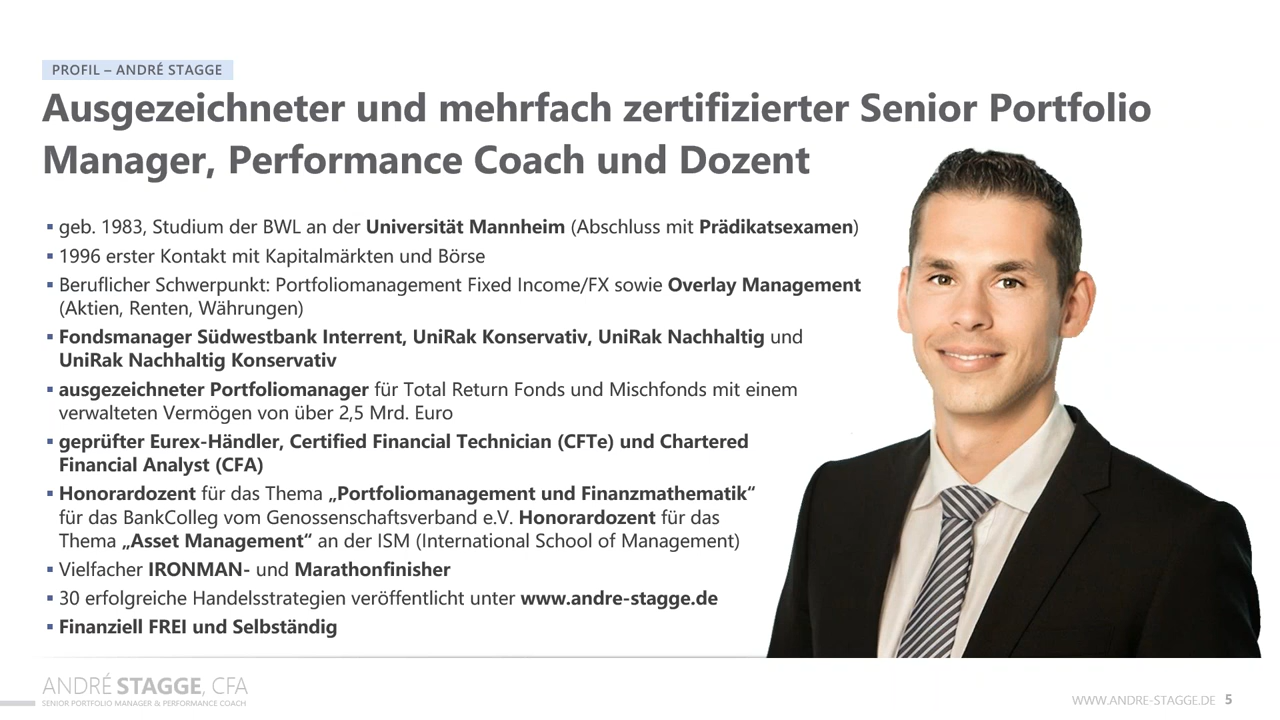 PROFIL – ANDRÉ STAGGE
Ausgezeichneter und mehrfach zertifizierter Senior Portfolio
Manager, Performance Coach und Dozent
▪ geb. 1983, Studium der BWL an der Universität Mannheim (Abschluss mit Prädikatsexamen)
▪ 1996 erster Kontakt mit Kapitalmärkten und Börse
▪ Beruflicher Schwerpunkt: Portfoliomanagement Fixed Income/FX sowie Overlay Management
(Aktien, Renten, Währungen)
▪ Fondsmanager Südwestbank Interrent, UniRak Konservativ, UniRak Nachhaltig und
UniRak Nachhaltig Konservativ
▪ ausgezeichneter Portfoliomanager für Total Return Fonds und Mischfonds mit einem
verwalteten Vermögen von über 2,5 Mrd. Euro
▪ geprüfter Eurex-Händler, Certified Financial Technician (CFTe) und Chartered
Financial Analyst (CFA)
▪ Honorardozent für das Thema „Portfoliomanagement und Finanzmathematik“
für das BankColleg vom Genossenschaftsverband e.V. Honorardozent für das
Thema „Asset Management“ an der ISM (International School of Management)
▪ Vielfacher IRONMAN- und Marathonfinisher
▪ 30 erfolgreiche Handelsstrategien veröffentlicht unter www.andre-stagge.de
▪ Finanziell FREI und Selbständig
ANDRÉ STAGGE, CFA
SENIOR PORTFOLIO MANAGER & PERFORMANCE COACH
WWW.ANDRE-STAGGE.DE 5